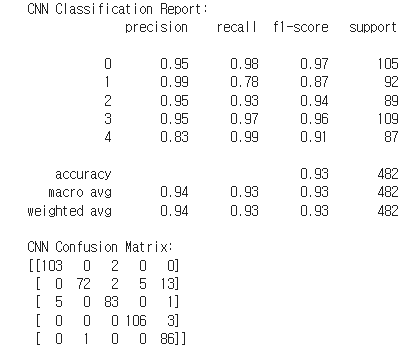 CNN Classification Report:
precision recall f1-score support
0 0.95 0.98 0.97 105
1 0.99 0.78 0.87 92
2 0.95 0.93 0.94 89
3 0.95 0.97 0.96 109
4 0.83 0.99 0.91 87
accuracy 0.93 482
macro avg 0.94 0.93 0.93 482
weighted avg 0.94 0.93 0.93 482
CNN Confusion Matrix:
[[103 0 2 0 0]
[ 0 72 2 5 13]
[ 5 0 83 0 1]
[ 0 0 0 106 3]
[ 0 1 0 0 86]]